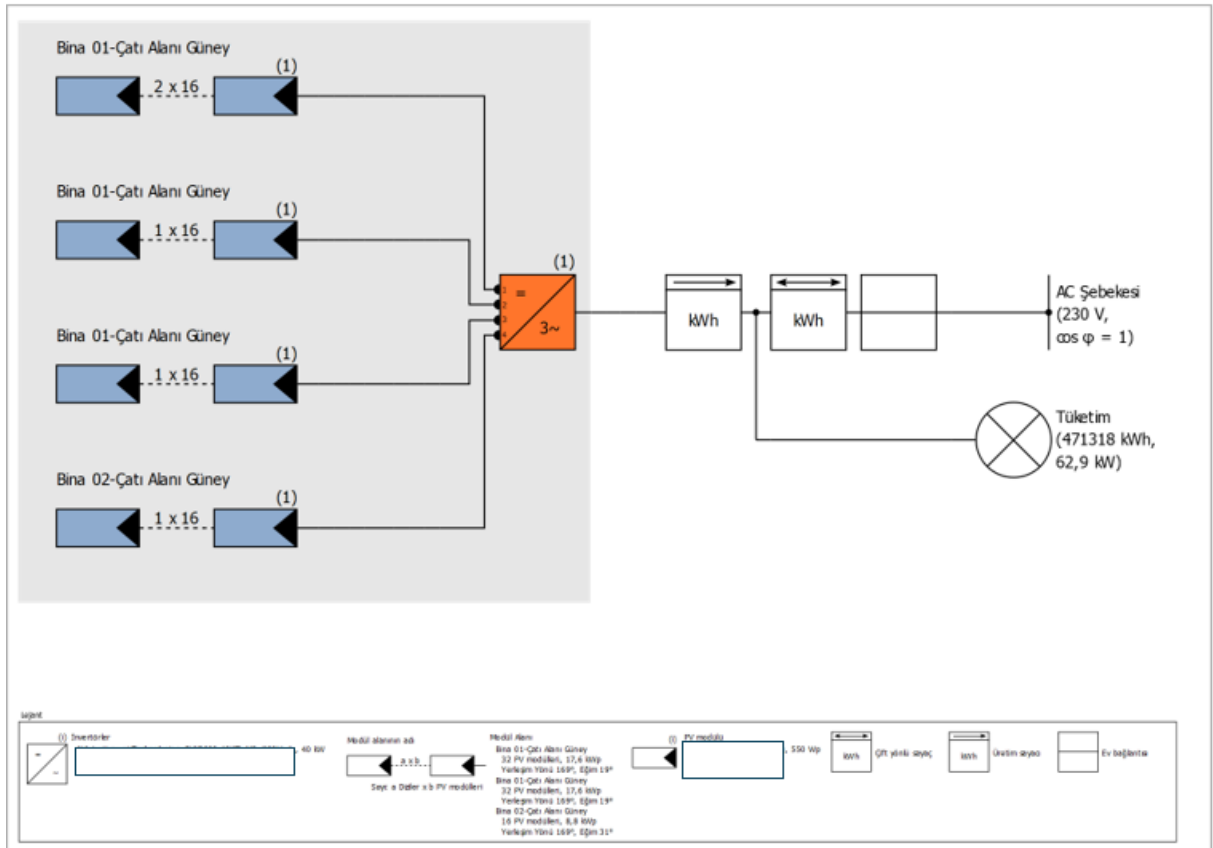 Bina 01-Çatı Alanı Güney
(1)
2 x 16
Bina 01-Çatı Alanı Güney
(1)
1 x 16
Bina 01-Çatı Alanı Güney
(1)
1 x 16
Bina 02-Çatı Alanı Güney
(1)
1 x 16
(1)
1
2
3
4
=
3~
kWh
kWh
AC Şebekesi
(230 V,
cos φ = 1)
Tüketim
(471318 kWh,
62,9 kW)
Lejant
(i) Invertörler
, 40 kW
Modül alanının adı
a x b
Sayı: a Diziler x b PV modülleri
Modül Alanı
Bina 01-Çatı Alanı Güney
32 PV modülleri, 17,6 kWp
Yerleşim Yönü 169°, Eğim 19°
Bina 01-Çatı Alanı Güney
32 PV modülleri, 17,6 kWp
Yerleşim Yönü 169°, Eğim 19°
Bina 02-Çatı Alanı Güney
16 PV modülleri, 8,8 kWp
Yerleşim Yönü 169°, Eğim 31°
(i) PV modülü
, 550 Wp
kWh
Çift yönlü sayaç
kWh
Üretim sayacı
Ev bağlantısı